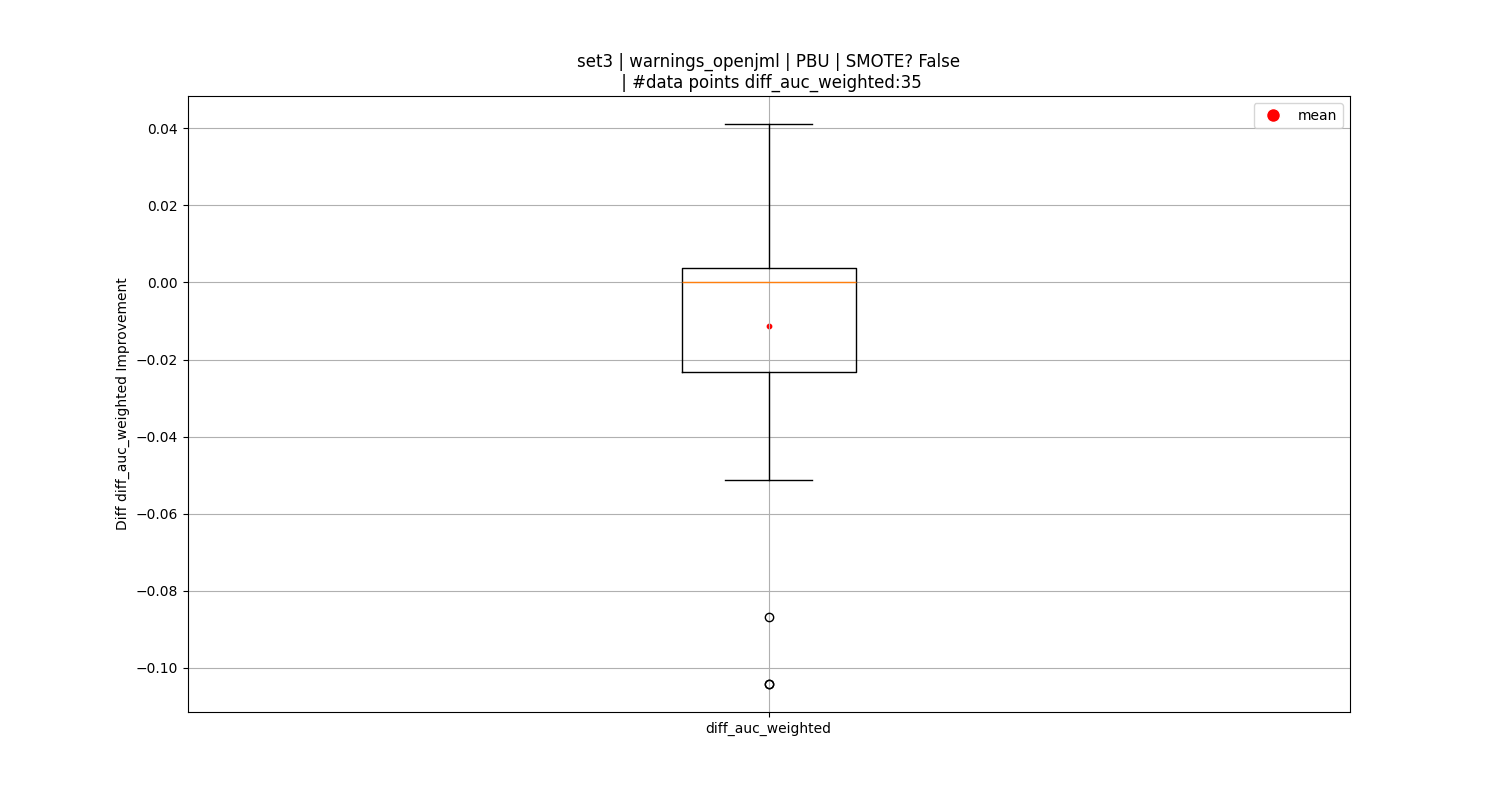 set3 | warnings_openjml | PBU | SMOTE? False
| #data points diff_auc_weighted:35
mean
0.04
0.02
0.00
−0.02
−0.04
−0.06
−0.08
−0.10
Diff diff_auc_weighted Improvement
diff_auc_weighted